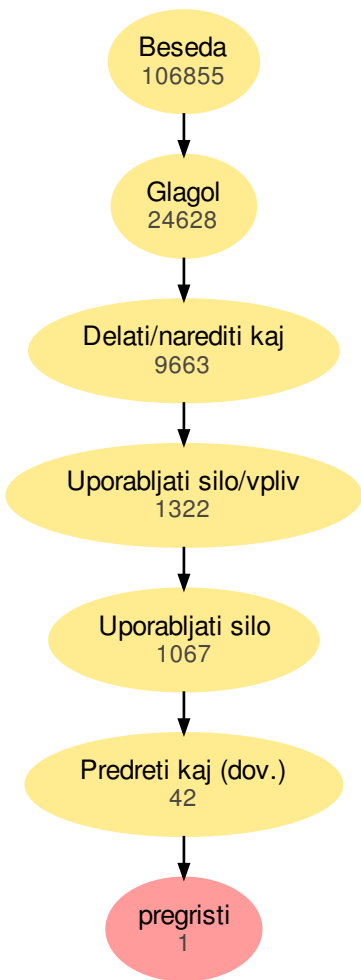 Beseda
106855
Glagol
24628
Delati/narediti kaj
9663
Uporabljati silo/vpliv
1322
Uporabljati silo
1067
Predreti kaj (dov.)
42
pregristi
1